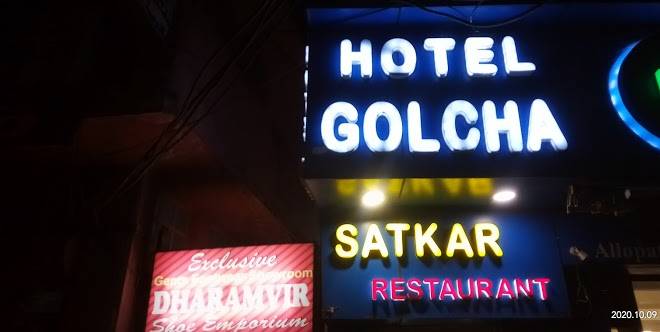 HOTEL
GOLCHA
SATKAR
RESTAURANT
Exclusive
DHARAMVIR
Shoe Emporium
2020.10.09